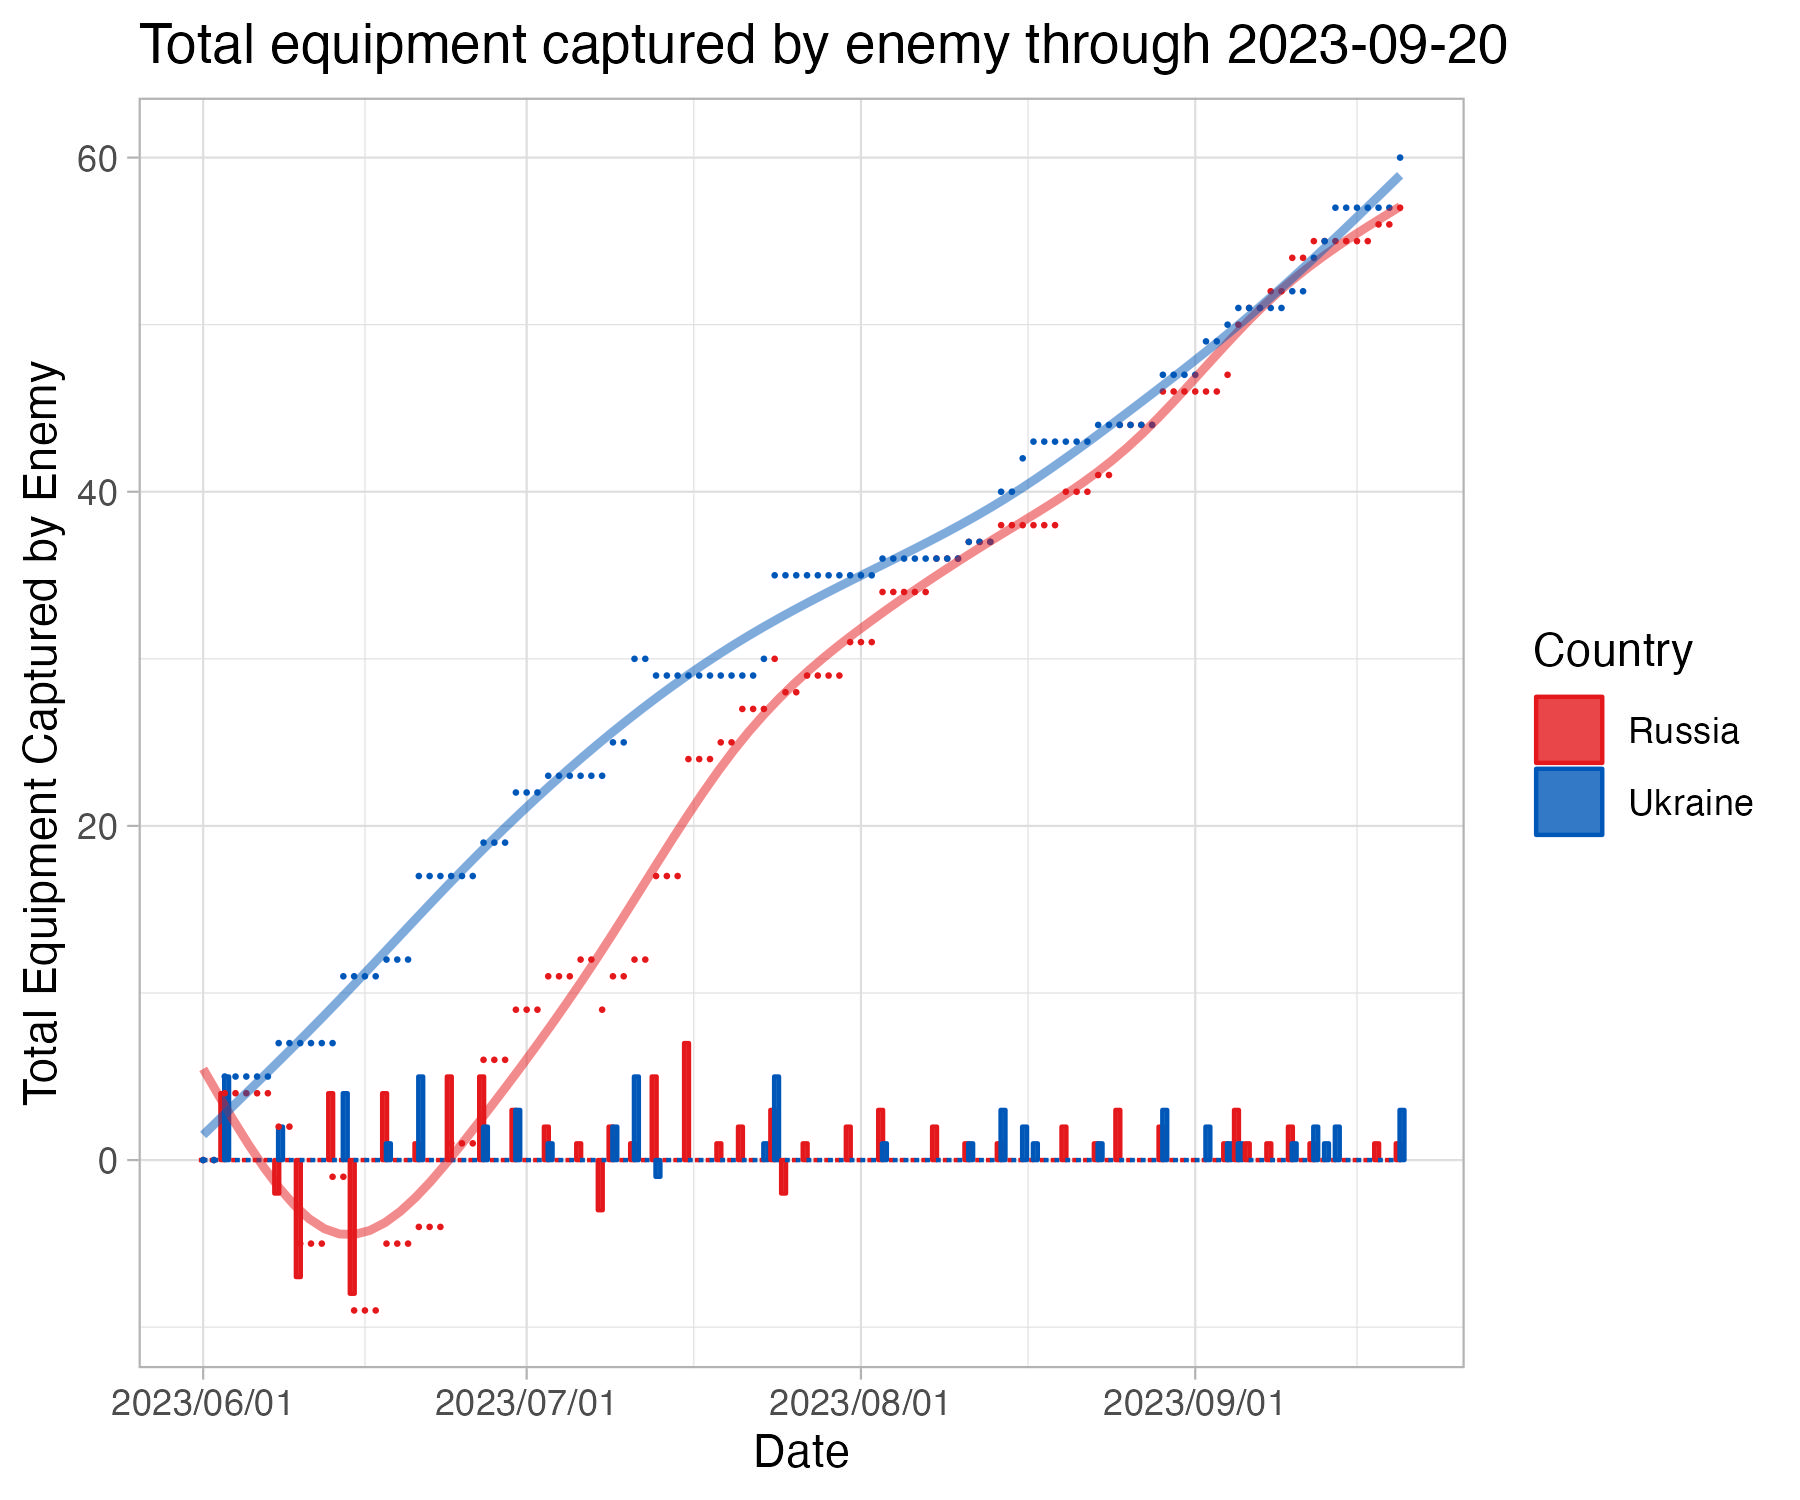 Total equipment captured by enemy through 2023-09-20
Total Equipment Captured by Enemy
60
40
20
0
2023/06/01
2023/07/01
2023/08/01
2023/09/01
Date
Country
Russia
Ukraine